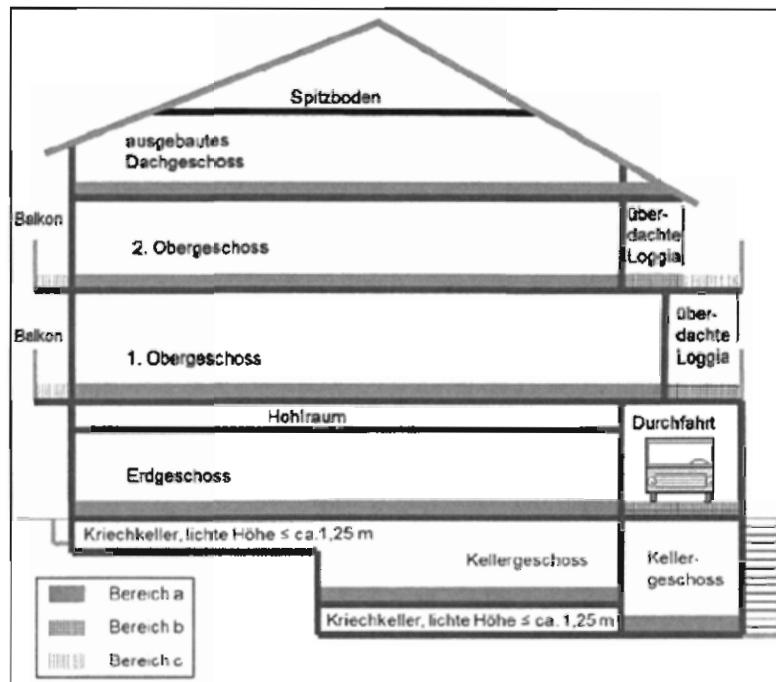 Spitzboden
ausgebautes
Dachgeschoss
Balkon
2. Obergeschoss
über-
dachte
Loggia
Balkon
1. Obergeschoss
über-
dachte
Loggia
Hohlraum
Durchfahrt
Erdgeschoss
Kriechkeller, lichte Höhe ≤ ca.1,25 m
Kellergeschoss
Keller-
geschoss
Kriechkeller, lichte Höhe ≤ ca. 1,25 m
Bereich a
Bereich b
Bereich c